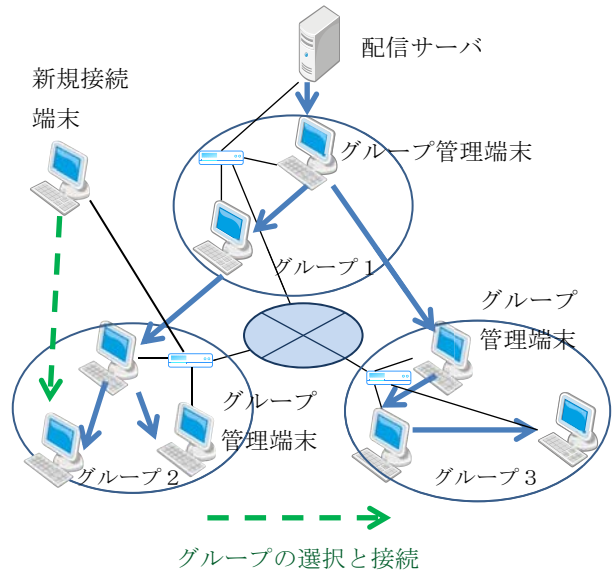 配信サーバ
新規接続
端末
グループ管理端末
グループ１
グループ
管理端末
グループ
管理端末
グループ２
グループ３
グループの選択と接続